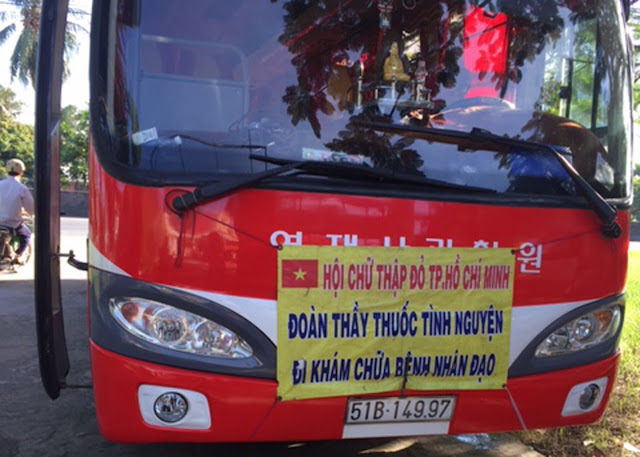 HỘI CHỮ THẬP ĐỎ TP.HỒ CHÍ MINH
ĐOÀN THẦY THUỐC TÌNH NGUYỆN
ĐI KHÁM CHỮA BỆNH NHÂN ĐẠO
51B-149.97